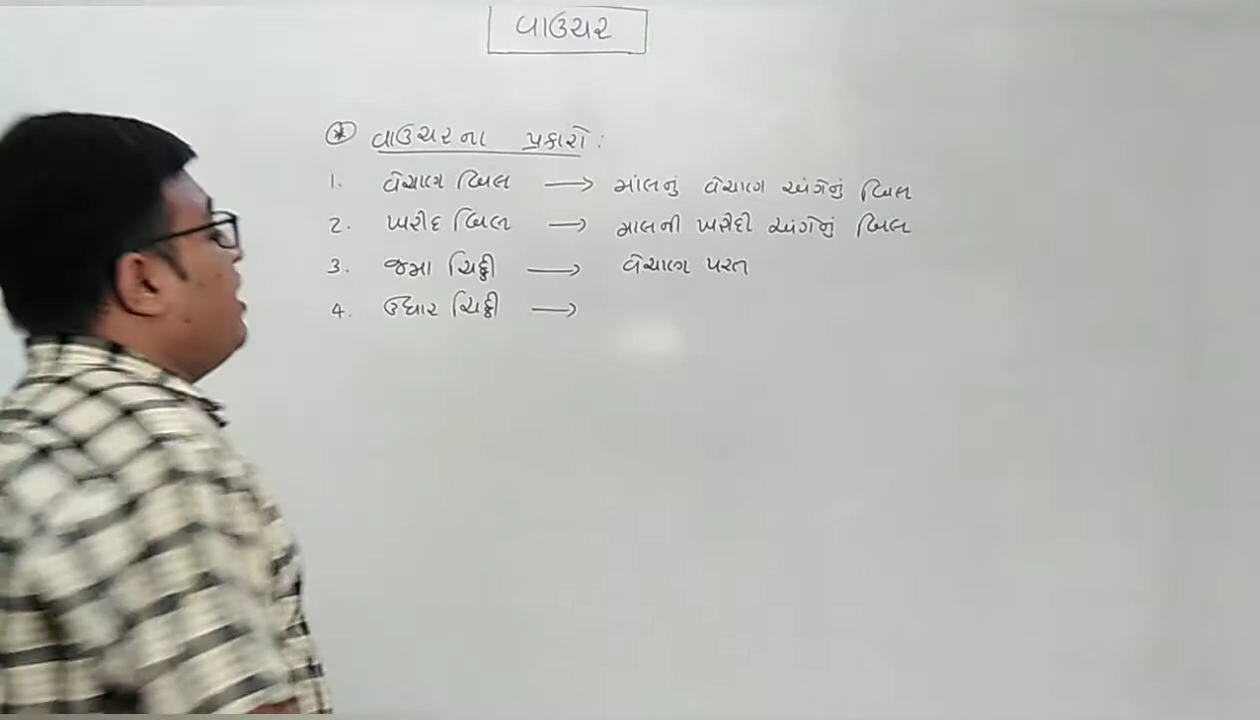 વાઉચર
* વાઉચરના પ્રકારો :
1. વેચાણ બિલ → માલનું વેચાણ અંગેનું બિલ
2. ખરીદ બિલ → માલની ખરીદી અંગેનું બિલ
3. જમા ચિઠ્ઠી → વેચાણ પરત
4. ઉધાર ચિઠ્ઠી →